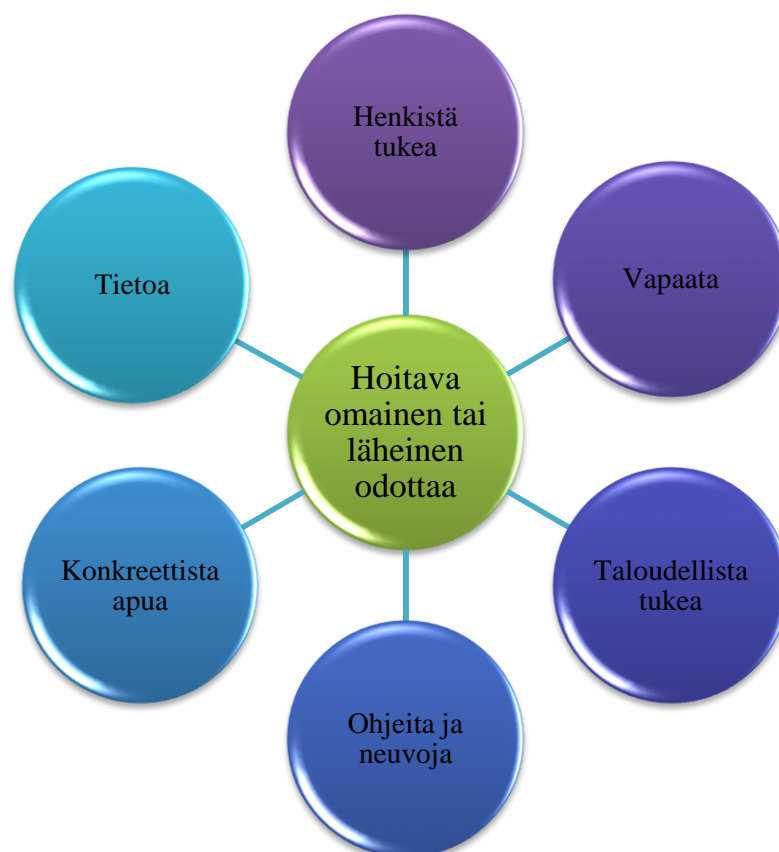 Henkistä
tukea
Vapaata
Tietoa
Hoitava
omainen tai
läheinen
odottaa
Konkreettista
apua
Taloudellista
tukea
Ohjeita ja
neuvoja